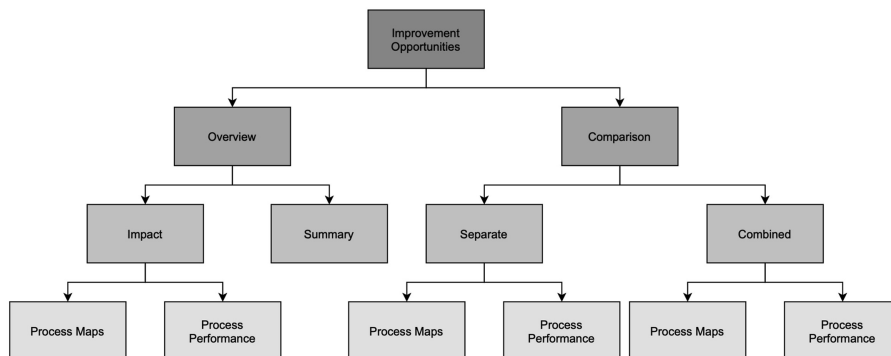 Improvement
Opportunities
Overview
Comparison
Impact
Summary
Separate
Combined
Process Maps
Process
Performance
Process Maps
Process
Performance
Process Maps
Process
Performance